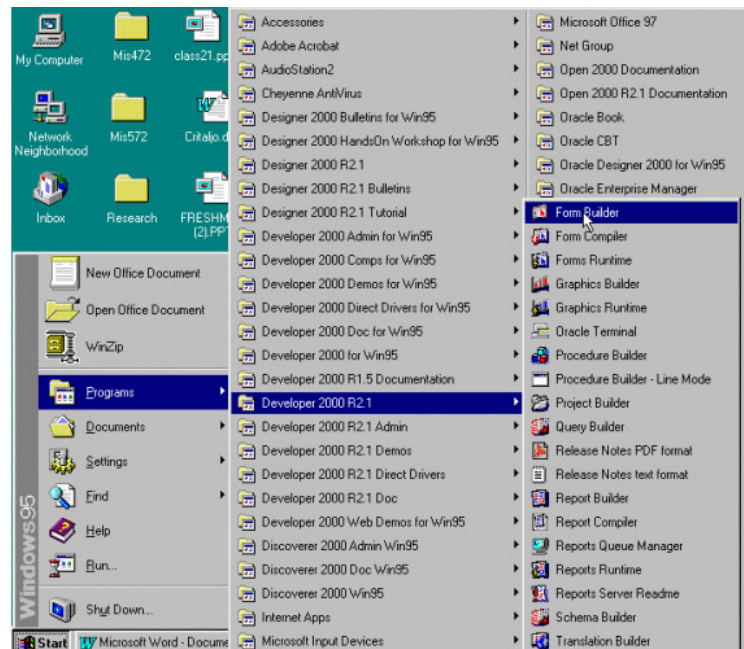 My Computer
Mis472
class21.pp
Network
Neighborhood
Mis572
Critaljo.d
Inbox
Research
FRESHM
(2).PPT
New Office Document
Open Office Document
WinZip
Programs
Documents
Settings
Find
Help
Run...
Shut Down...
Windows95
Start
Microsoft Word - Docume
Accessories
Adobe Acrobat
AudioStation2
Cheyenne AntiVirus
Designer 2000 Bulletins for Win95
Designer 2000 HandsOn Workshop for Win95
Designer 2000 R2.1
Designer 2000 R2.1 Bulletins
Designer 2000 R2.1 Tutorial
Developer 2000 Admin for Win95
Developer 2000 Comps for Win95
Developer 2000 Demos for Win95
Developer 2000 Direct Drivers for Win95
Developer 2000 Doc for Win95
Developer 2000 for Win95
Developer 2000 R1.5 Documentation
Developer 2000 R2.1
Developer 2000 R2.1 Admin
Developer 2000 R2.1 Demos
Developer 2000 R2.1 Direct Drivers
Developer 2000 R2.1 Doc
Developer 2000 Web Demos for Win95
Discoverer 2000 Admin Win95
Discoverer 2000 Doc Win95
Discoverer 2000 Win95
Internet Apps
Microsoft Input Devices
Microsoft Office 97
Net Group
Open 2000 Documentation
Open 2000 R2.1 Documentation
Oracle Book
Oracle CBT
Oracle Designer 2000 for Win95
Oracle Enterprise Manager
Form Builder
Form Compiler
Forms Runtime
Graphics Builder
Graphics Runtime
Oracle Terminal
Procedure Builder
Procedure Builder - Line Mode
Project Builder
Query Builder
Release Notes PDF format
Release Notes text format
Report Builder
Report Compiler
Reports Queue Manager
Reports Runtime
Reports Server Readme
Schema Builder
Translation Builder